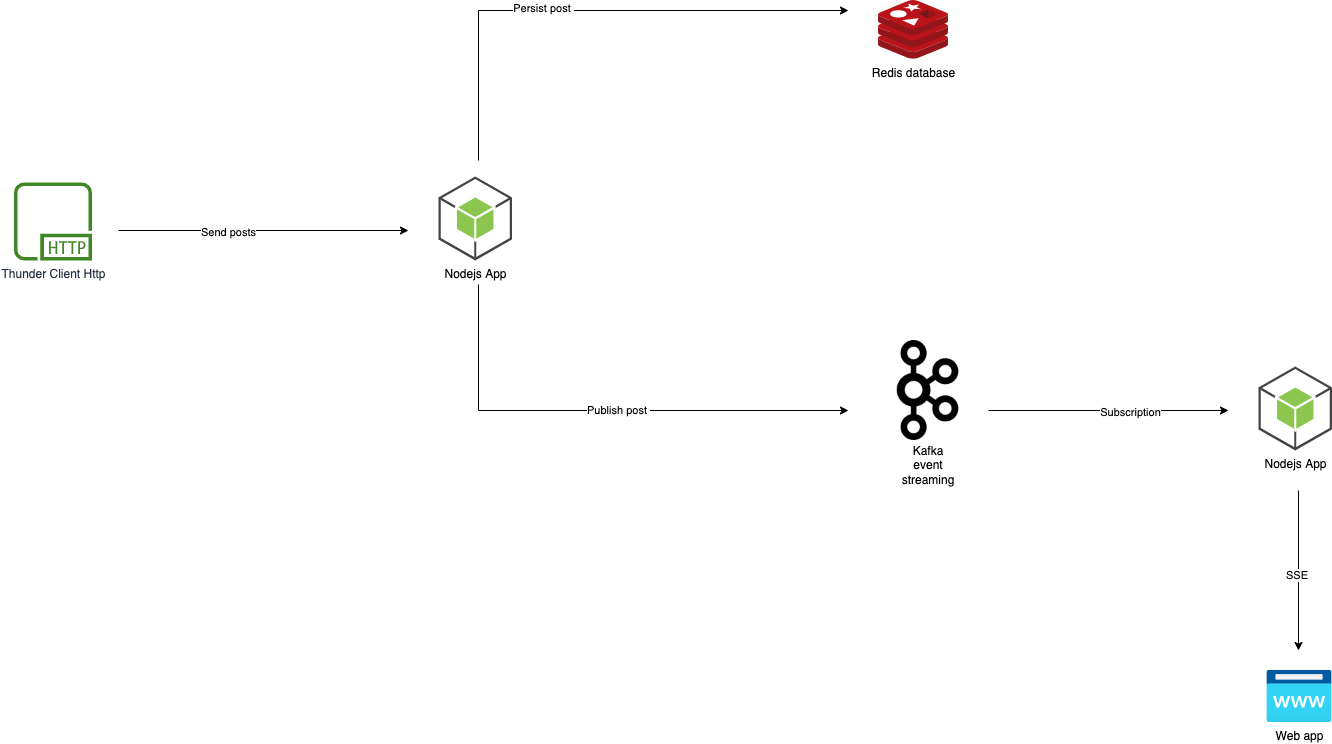 Persist post
Redis database
HTTP
Thunder Client Http
Send posts
Nodejs App
Publish post
Kafka
event
streaming
Subscription
Nodejs App
SSE
www
Web app